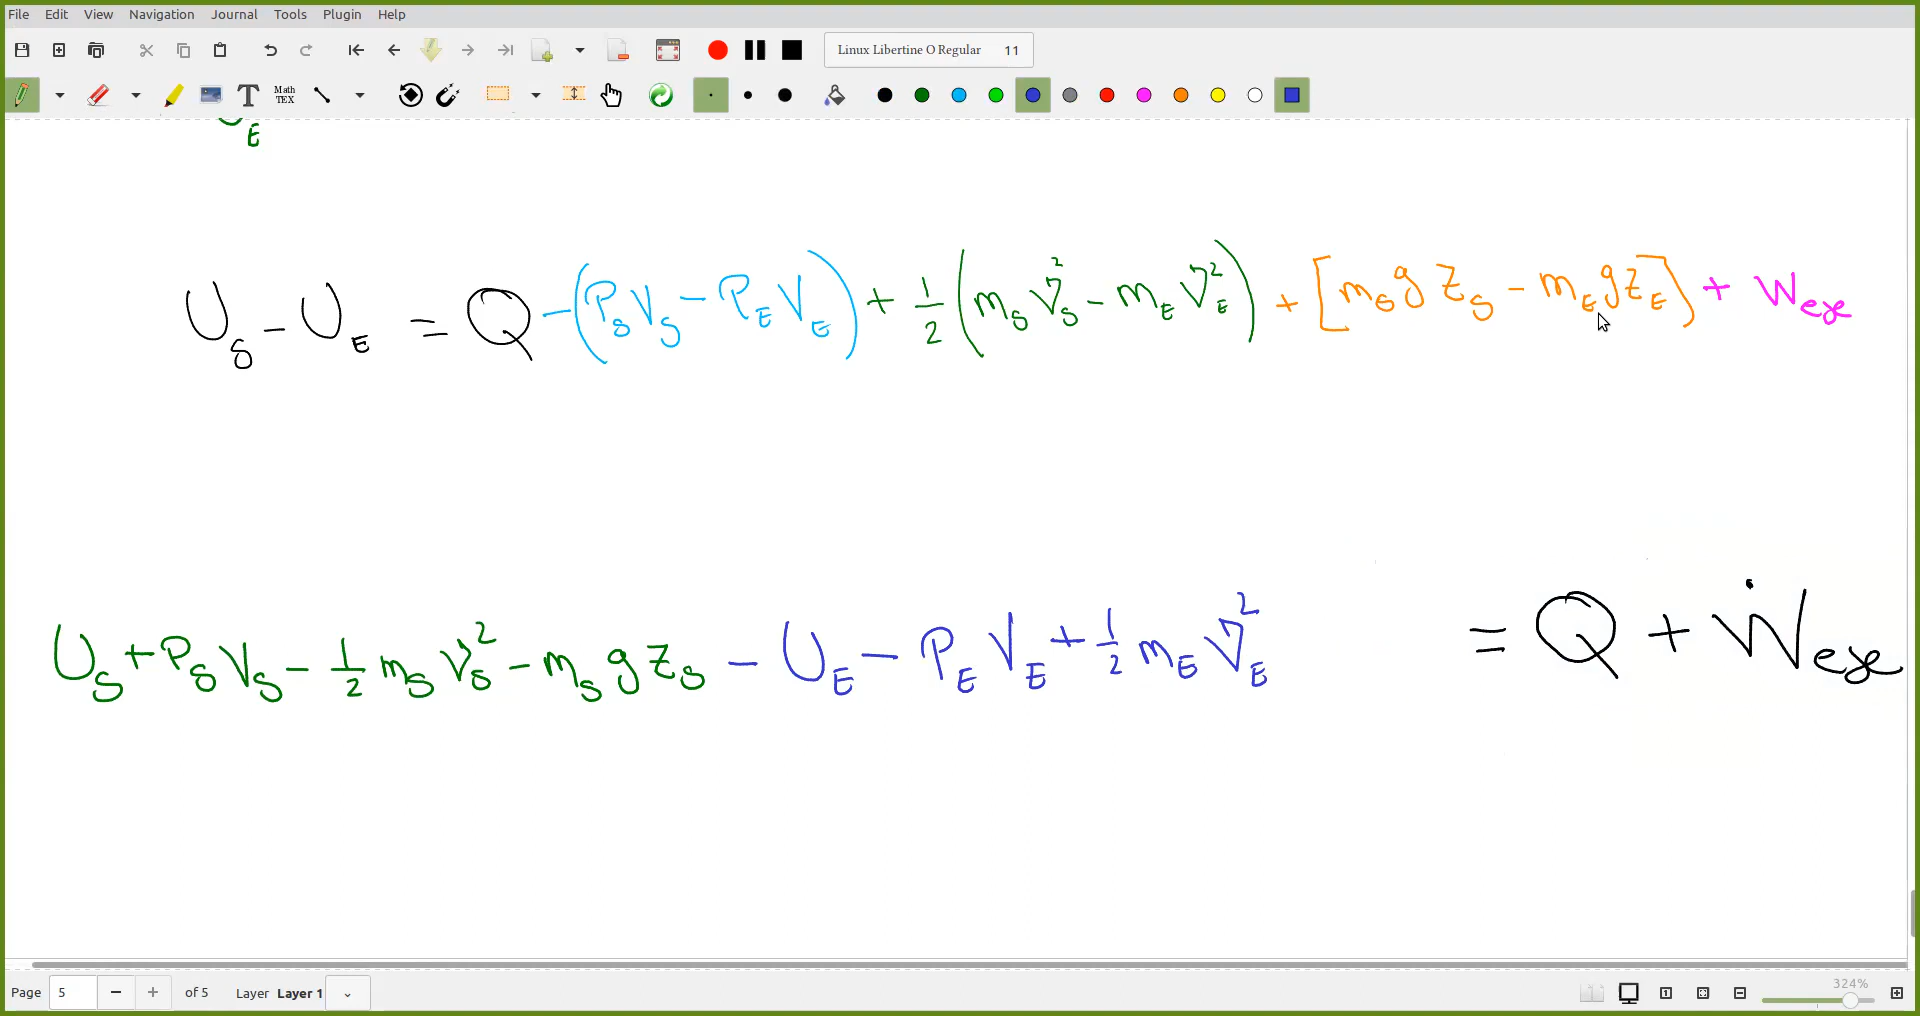 File Edit View Navigation Journal Tools Plugin Help
Linux Libertine O Regular 11
T Math TEX
E
U_S - U_E = Q - (P_S V_S - P_E V_E) + 1/2 (m_S V_S^2 - m_E V_E^2) + [m_S g z_S - m_E g z_E] + W_ex
U_S + P_S V_S - 1/2 m_S V_S^2 - m_S g z_S - U_E - P_E V_E + 1/2 m_E V_E^2 = Q + Ẇ_ex
Page 5 of 5 Layer Layer 1 324%